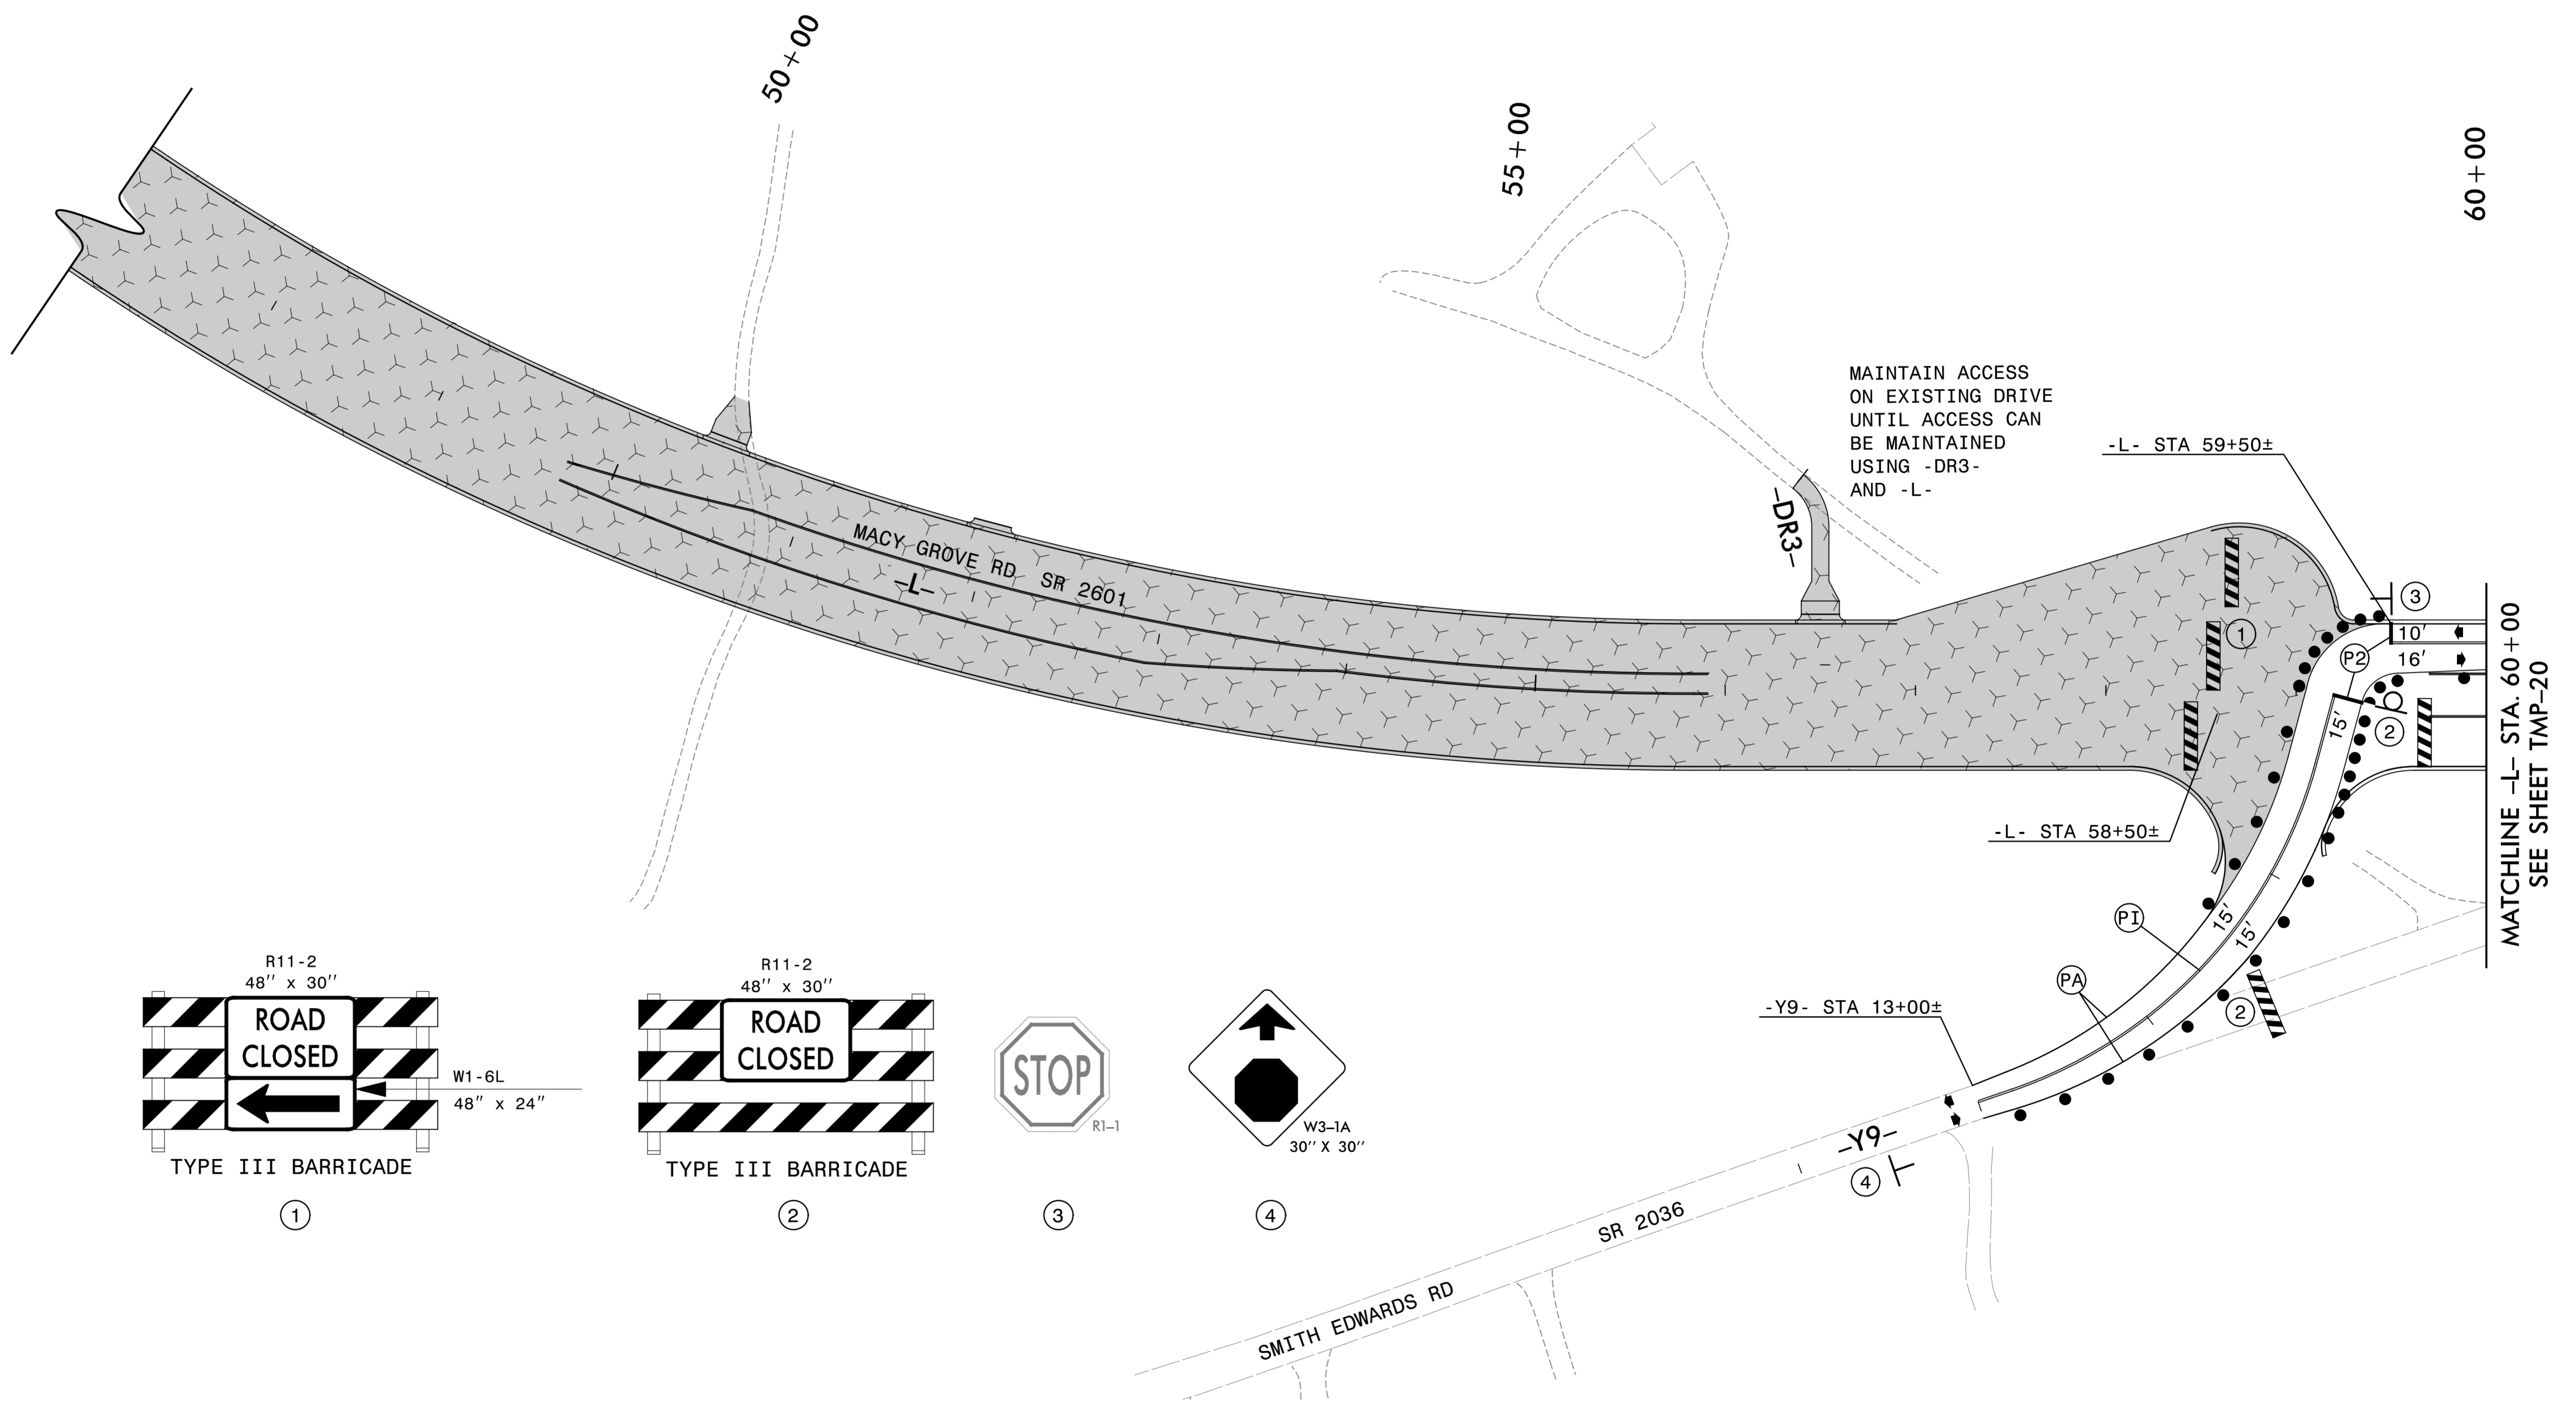 50+00
55+00
60+00
MAINTAIN ACCESS
ON EXISTING DRIVE
UNTIL ACCESS CAN
BE MAINTAINED
USING -DR3-
AND -L-
-L- STA 59+50±
-DR3-
MACY GROVE RD SR 2601
-L-
3
1
10'
P2
16'
15'
2
MATCHLINE -L- STA. 60+00
SEE SHEET TMP-20
-L- STA 58+50±
PI
15'
15'
PA
2
-Y9- STA 13+00±
-Y9-
4
SR 2036
SMITH EDWARDS RD
R11-2
48" x 30"
ROAD
CLOSED
W1-6L
48" x 24"
TYPE III BARRICADE
1
R11-2
48" x 30"
ROAD
CLOSED
TYPE III BARRICADE
2
STOP
R1-1
3
W3-1A
30" X 30"
4